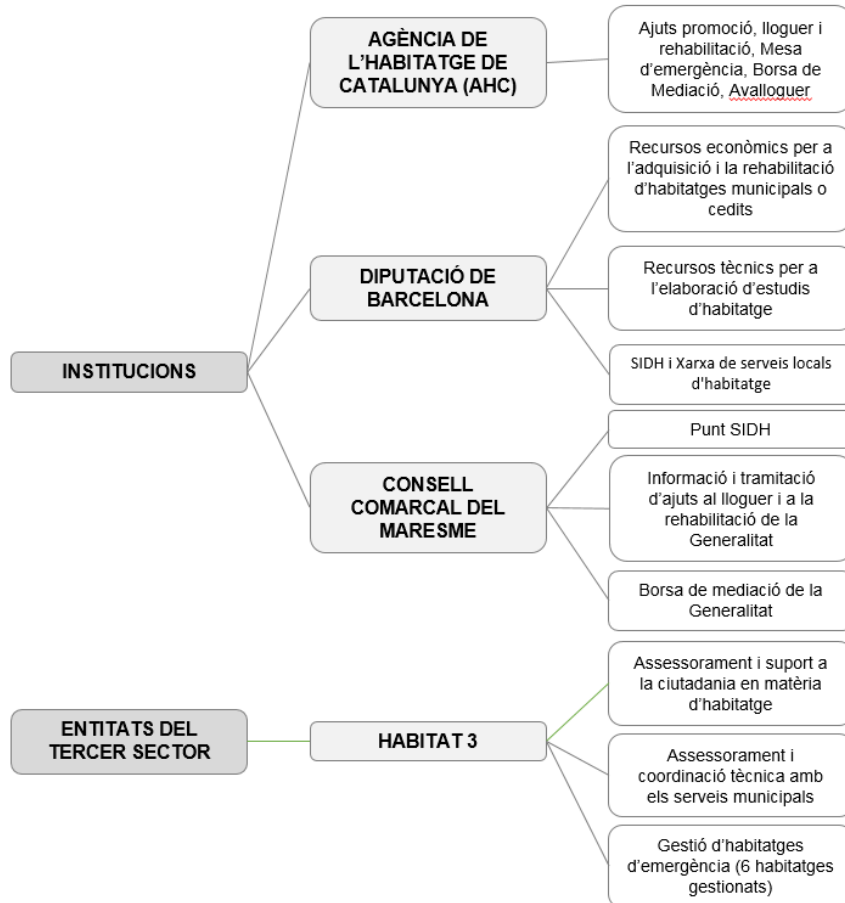 INSTITUCIONS
AGÈNCIA DE
L'HABITATGE DE
CATALUNYA (AHC)
Ajuts promoció, lloguer i
rehabilitació, Mesa
d'emergència, Borsa de
Mediació, Avalloguer
DIPUTACIÓ DE
BARCELONA
Recursos econòmics per a
l'adquisició i la rehabilitació
d'habitatges municipals o
cedits
Recursos tècnics per a
l'elaboració d'estudis
d'habitatge
SIDH i Xarxa de serveis locals
d'habitatge
CONSELL
COMARCAL DEL
MARESME
Punt SIDH
Informació i tramitació
d'ajuts al lloguer i a la
rehabilitació de la
Generalitat
Borsa de mediació de la
Generalitat
ENTITATS DEL
TERCER SECTOR
HABITAT 3
Assessorament i suport a
la ciutadania en matèria
d'habitatge
Assessorament i
coordinació tècnica amb
els serveis municipals
Gestió d'habitatges
d'emergència (6 habitatges
gestionats)